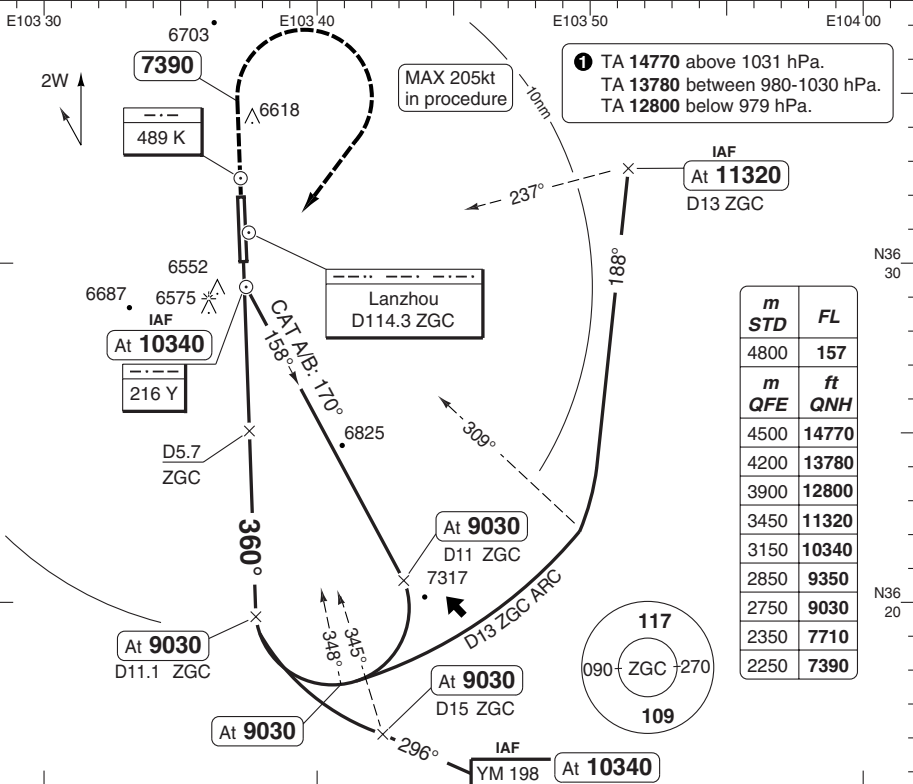 E103 30
E103 40
E103 50
E104 00
6703
7390
2W
6618
489 K
MAX 205kt
in procedure
10nm
❶ TA 14770 above 1031 hPa.
TA 13780 between 980-1030 hPa.
TA 12800 below 979 hPa.
IAF
At 11320
D13 ZGC
237°
188°
N36
30
6552
6575
6687
IAF
At 10340
216 Y
Lanzhou
D114.3 ZGC
CAT A/B: 170°
158°
6825
309°
D5.7
ZGC
360°
At 9030
D11 ZGC
7317
D13 ZGC ARC
m
STD
FL
4800 157
m
QFE
ft
QNH
4500 14770
4200 13780
3900 12800
3450 11320
3150 10340
2850 9350
2750 9030
2350 7710
2250 7390
N36
20
At 9030
D11.1 ZGC
348°
345°
At 9030
D15 ZGC
At 9030
296°
IAF
YM 198
At 10340
117
090 ZGC 270
109